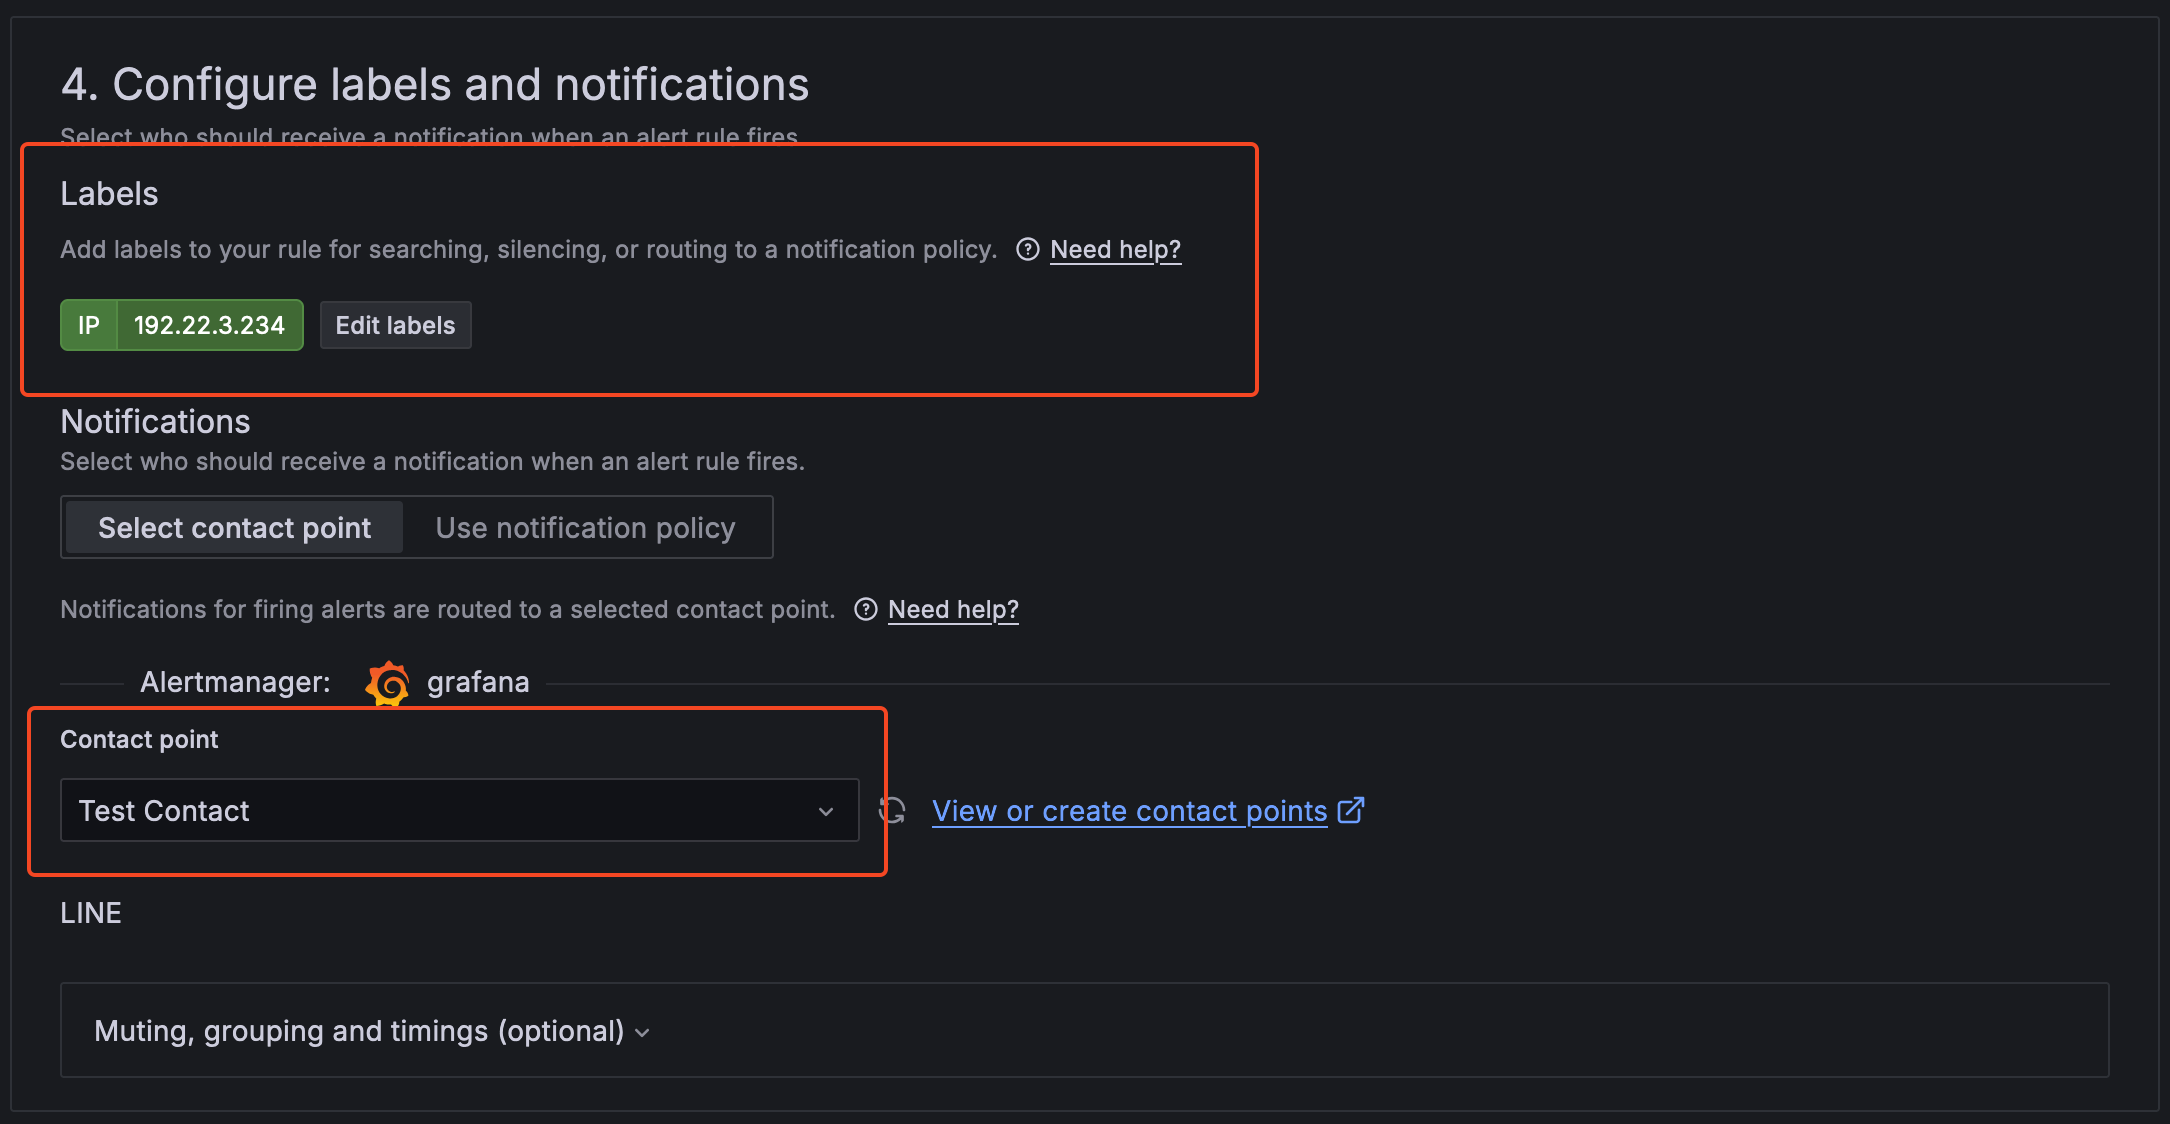 4. Configure labels and notifications
Select who should receive a notification when an alert rule fires
Labels
Add labels to your rule for searching, silencing, or routing to a notification policy. Need help?
IP 192.22.3.234 Edit labels
Notifications
Select who should receive a notification when an alert rule fires.
Select contact point Use notification policy
Notifications for firing alerts are routed to a selected contact point. Need help?
Alertmanager: grafana
Contact point
Test Contact View or create contact points
LINE
Muting, grouping and timings (optional)